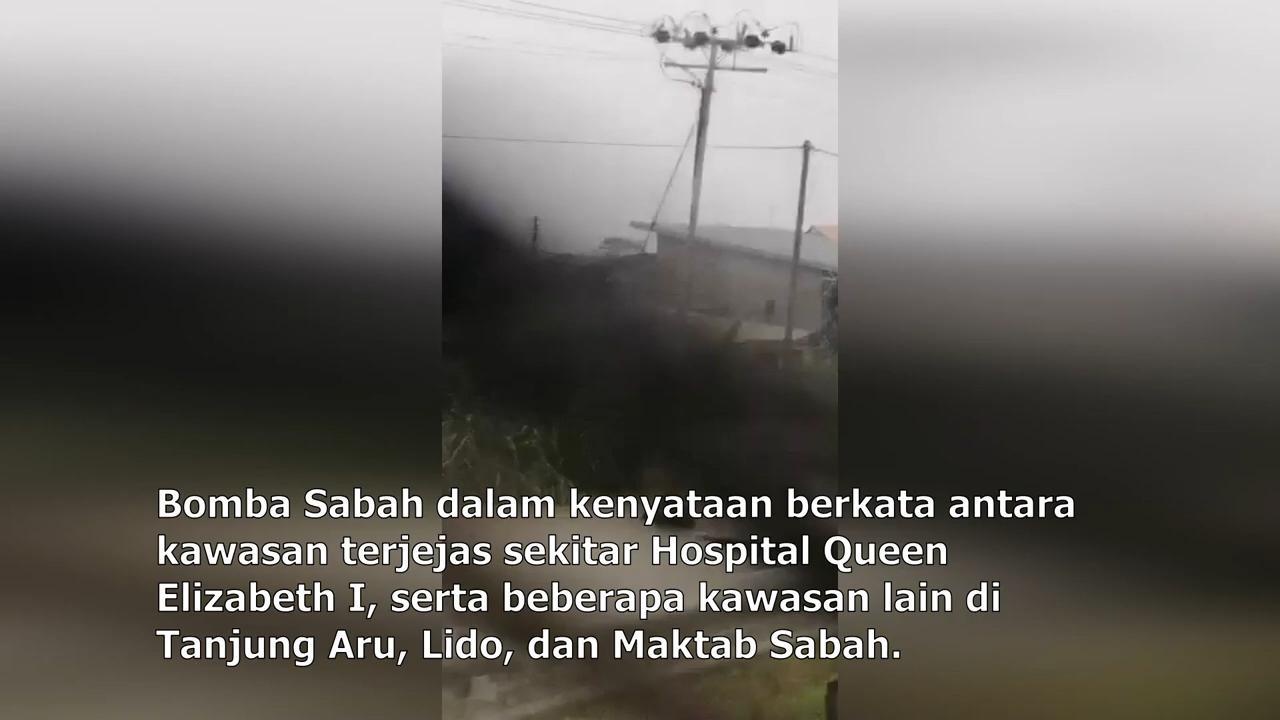 Bomba Sabah dalam kenyataan berkata antara
kawasan terjejas sekitar Hospital Queen
Elizabeth I, serta beberapa kawasan lain di
Tanjung Aru, Lido, dan Maktab Sabah.